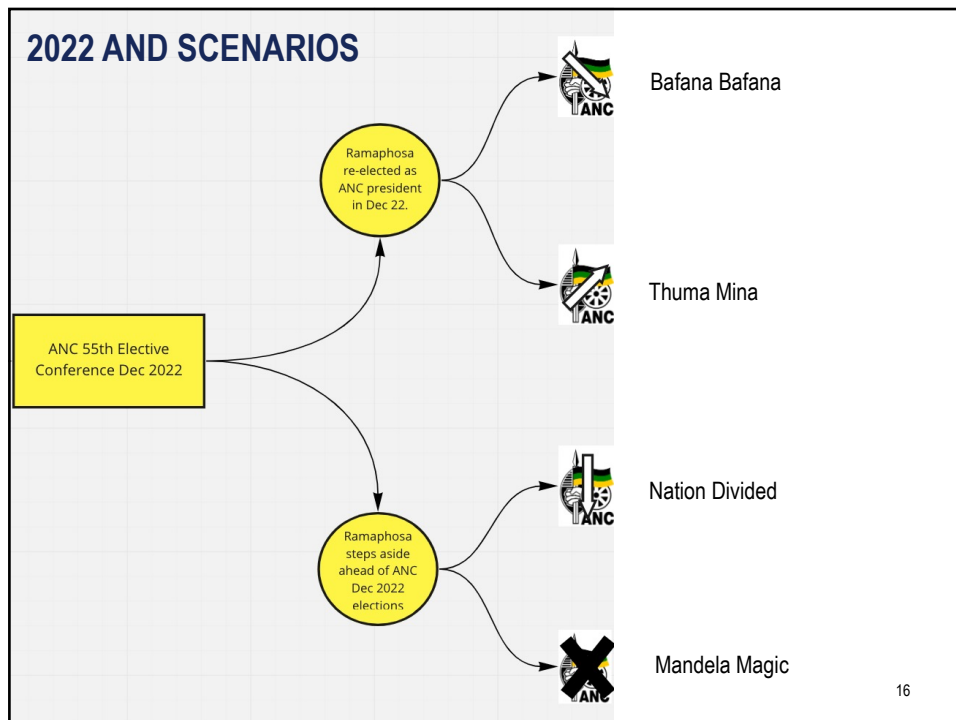 2022 AND SCENARIOS
ANC
Bafana Bafana
Ramaphosa
re-elected as
ANC president
in Dec 22.
ANC
Thuma Mina
ANC 55th Elective
Conference Dec 2022
ANC
Nation Divided
Ramaphosa
steps aside
ahead of ANC
Dec 2022
elections
ANC
Mandela Magic
16